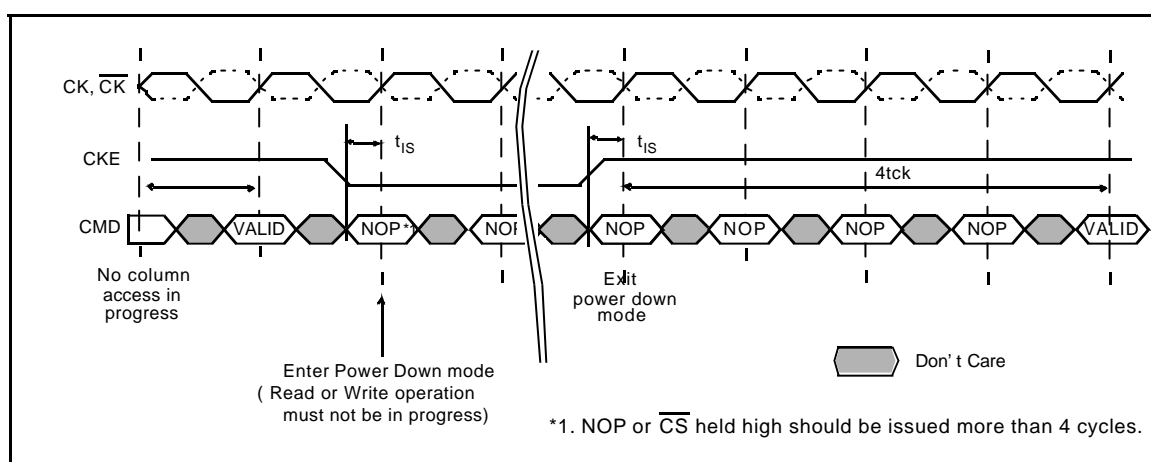 CK, CK
CKE
tIS
tIS
4tck
CMD
VALID
NOP *1
NOP
NOP
NOP
NOP
NOP
VALID
No column
access in
progress
Exit
power down
mode
Enter Power Down mode
( Read or Write operation
must not be in progress)
Don' t Care
*1. NOP or CS held high should be issued more than 4 cycles.